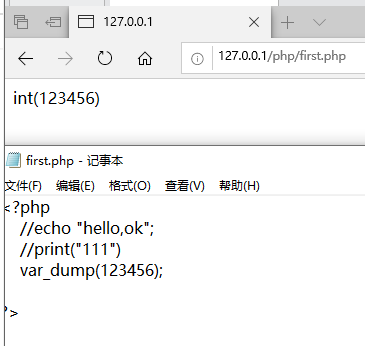 127.0.0.1
127.0.0.1/php/first.php
int(123456)
first.php - 记事本
文件(F) 编辑(E) 格式(O) 查看(V) 帮助(H)
<?php
//echo "hello,ok";
//print("111")
var_dump(123456);
?>